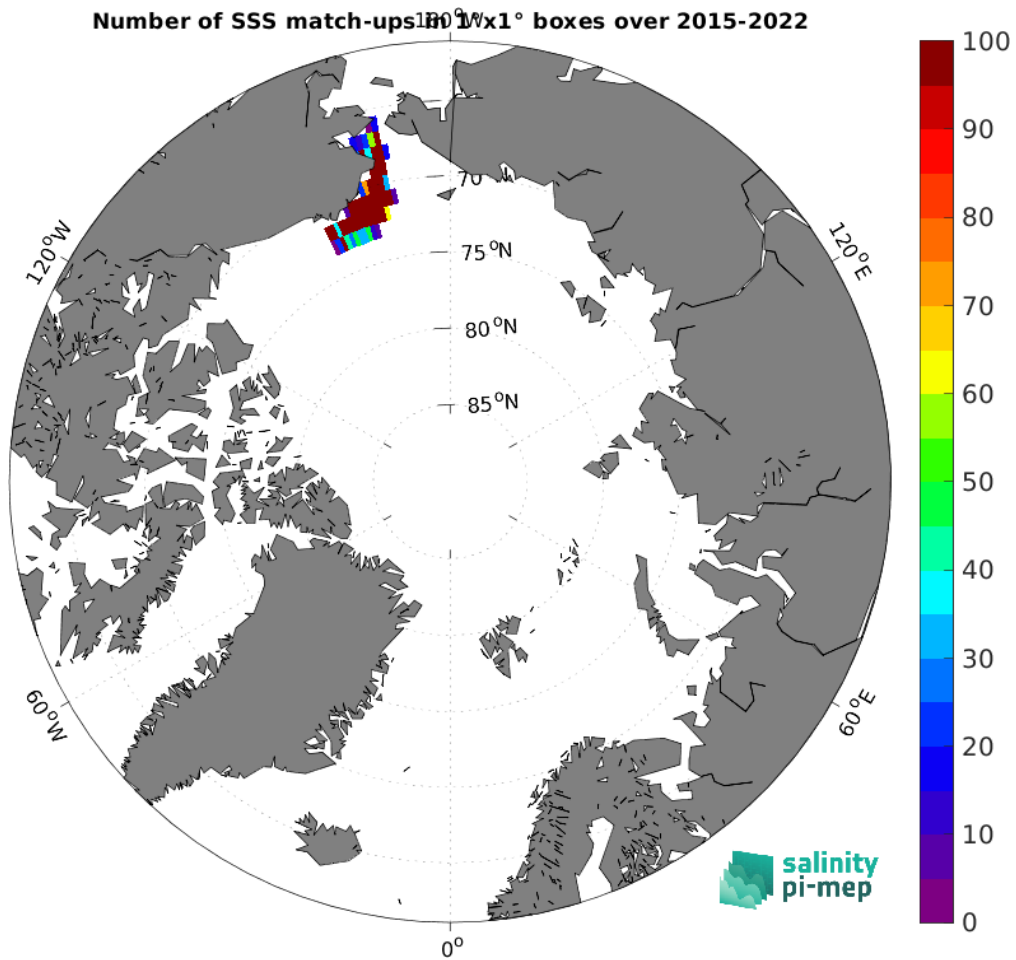 Number of SSS match-ups in 1°x1° boxes over 2015-2022
180°W
70°N
75°N
80°N
85°N
120°W
120°E
60°W
60°E
0°
100
90
80
70
60
50
40
30
20
10
0
salinity
pi-mep